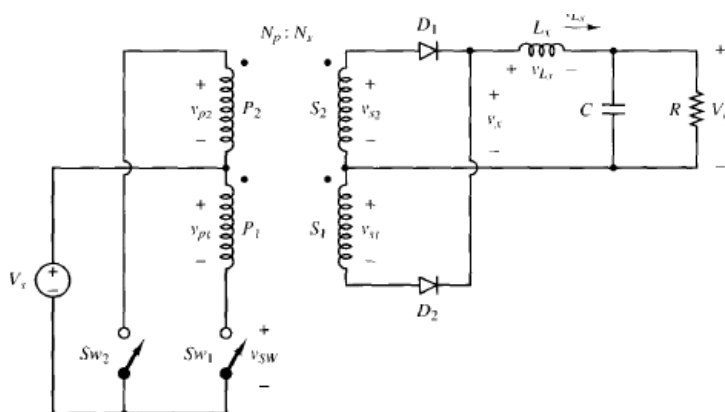 Np : Ns
D1
Lx
+ vLx −
+
vp2
−
P2
S2
+
vs2
−
+
vx
−
C
R
+
−
+
vp1
−
P1
S1
+
vs1
−
D2
Vs
+
−
Sw2
Sw1
+
vSW
−